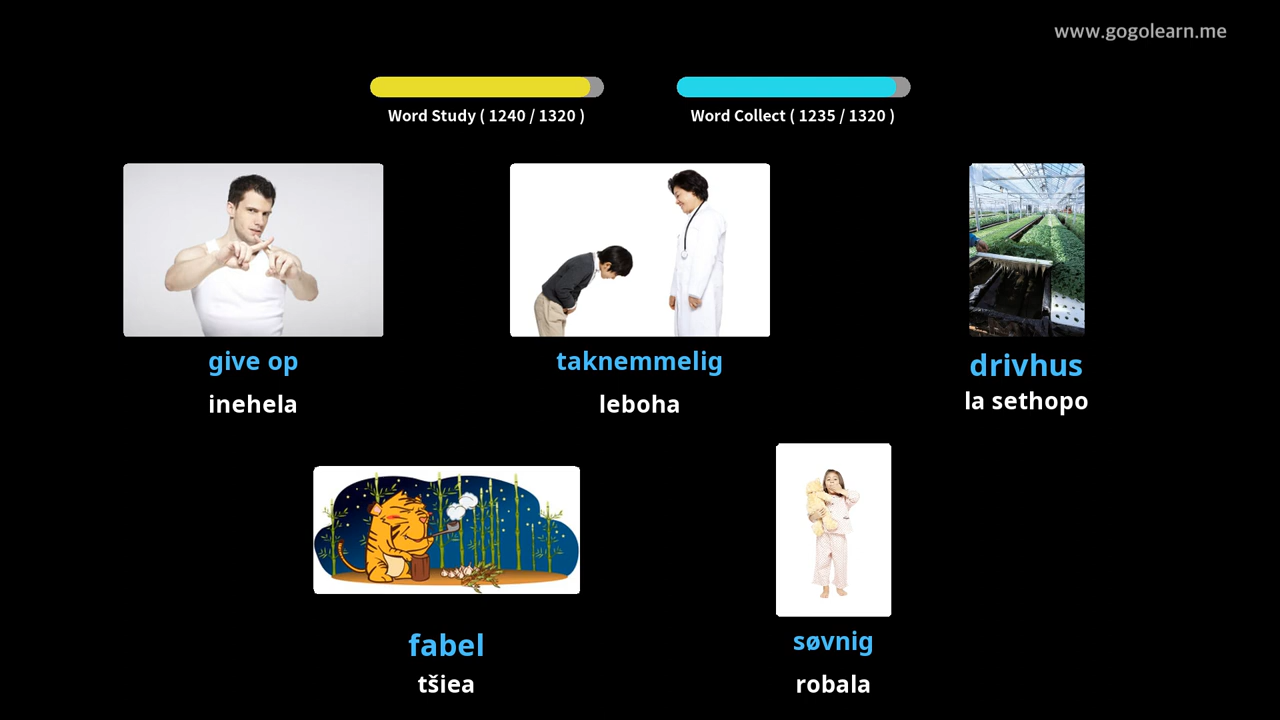 www.gogolearn.me
Word Study ( 1240 / 1320 )
Word Collect ( 1235 / 1320 )
give op
inehela
taknemmelig
leboha
drivhus
la sethopo
fabel
tšiea
søvnig
robala